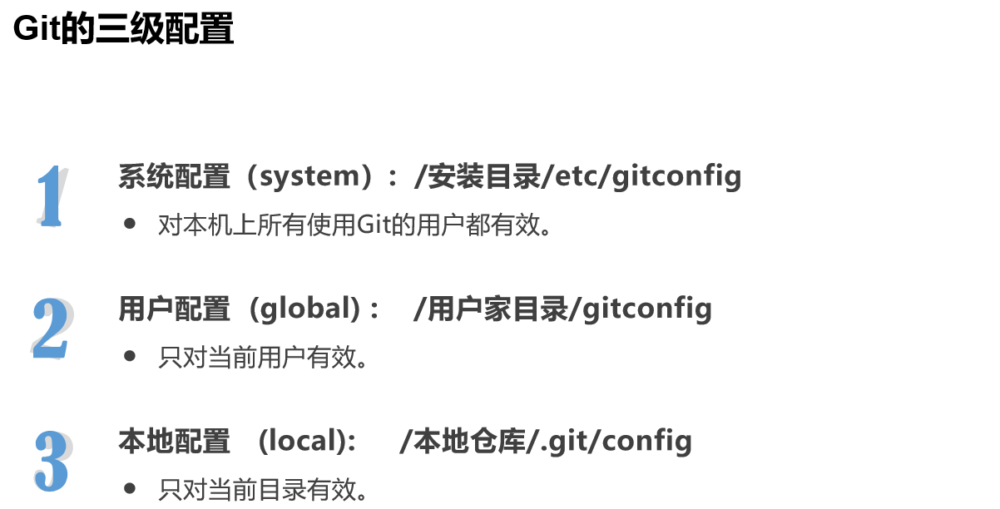 Git的三级配置
1
系统配置（system）: /安装目录/etc/gitconfig
• 对本机上所有使用Git的用户都有效。
2
用户配置 (global) : /用户家目录/gitconfig
• 只对当前用户有效。
3
本地配置 (local): /本地仓库/.git/config
• 只对当前目录有效。